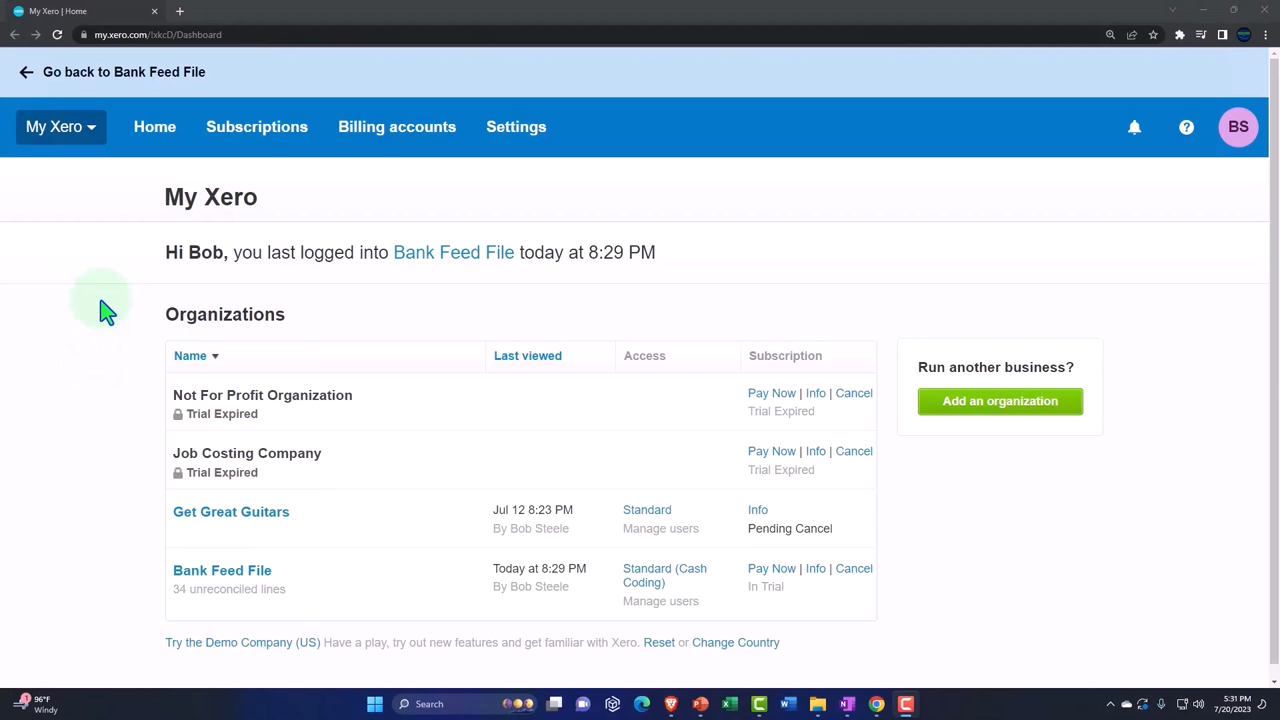 My Xero | Home
my.xero.com/!xkcD/Dashboard
Go back to Bank Feed File
My Xero Home Subscriptions Billing accounts Settings BS
My Xero
Hi Bob, you last logged into Bank Feed File today at 8:29 PM
Organizations
Name Last viewed Access Subscription
Not For Profit Organization Pay Now | Info | Cancel
Trial Expired Trial Expired
Job Costing Company Pay Now | Info | Cancel
Trial Expired Trial Expired
Get Great Guitars Jul 12 8:23 PM Standard Info
By Bob Steele Manage users Pending Cancel
Bank Feed File Today at 8:29 PM Standard (Cash Coding) Pay Now | Info | Cancel
34 unreconciled lines By Bob Steele Manage users In Trial
Run another business?
Add an organization
Try the Demo Company (US) Have a play, try out new features and get familiar with Xero. Reset or Change Country
96°F
Windy
Search
5:31 PM
7/20/2023